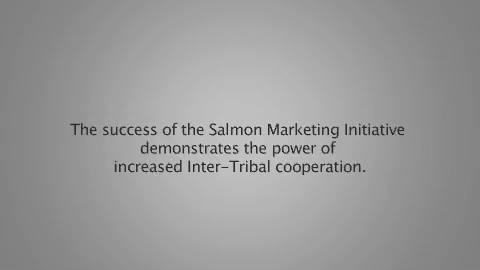 The success of the Salmon Marketing Initiative
demonstrates the power of
increased Inter-Tribal cooperation.